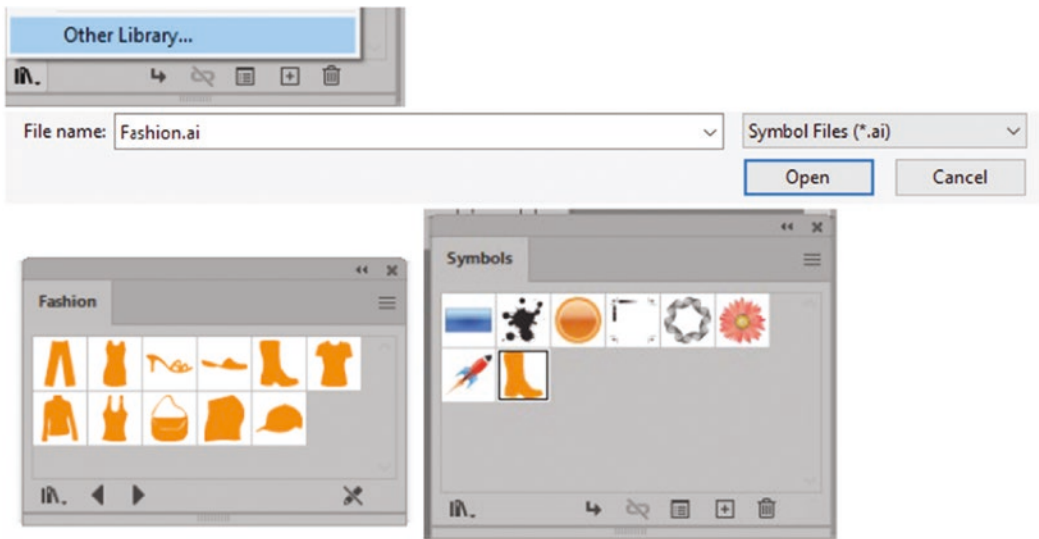 Other Library...
File name: Fashion.ai Symbol Files (*.ai)
Open Cancel
Fashion
Symbols